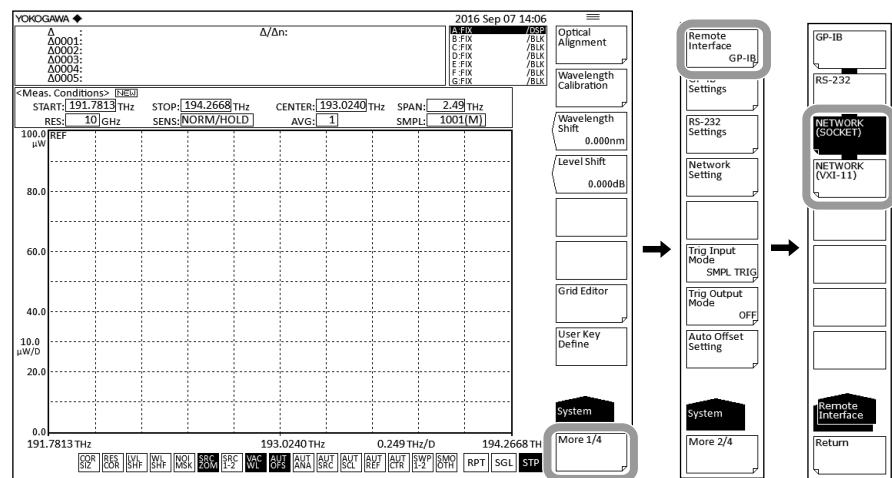 YOKOGAWA ◆
2016 Sep 07 14:06
Δ :
Δ0001:
Δ0002:
Δ0003:
Δ0004:
Δ0005:
Δ/Δn:
A:FIX /DSP
B:FIX /BLK
C:FIX /BLK
D:FIX /BLK
E:FIX /BLK
F:FIX /BLK
G:FIX /BLK
<Meas. Conditions> NEW
START: 191.7813 THz STOP: 194.2668 THz CENTER: 193.0240 THz SPAN: 2.49 THz
RES: 10 GHz SENS: NORM/HOLD AVG: 1 SMPL: 1001(M)
100.0 REF
μW
80.0
60.0
40.0
10.0
μW/D
20.0
0.0
191.7813 THz 193.0240 THz 0.249 THz/D 194.2668 TH
COR SIZ
RES COR
LVL SHF
WL SHF
NOI MSK
SRC ZOM
SRC 1-2
VAC WL
AUT OFS
AUT ANA
AUT SRC
AUT SCL
AUT REF
AUT CTR
SWP 1-2
SMO OTH
RPT
SGL
STP
Optical
Alignment
Wavelength
Calibration
Wavelength
Shift
0.000nm
Level Shift
0.000dB
Grid Editor
User Key
Define
System
More 1/4
Remote
Interface
GP-IB
GP-IB
Settings
RS-232
Settings
Network
Setting
Trig Input
Mode
SMPL TRIG
Trig Output
Mode
OFF
Auto Offset
Setting
System
More 2/4
GP-IB
RS-232
NETWORK
(SOCKET)
NETWORK
(VXI-11)
Remote
Interface
Return